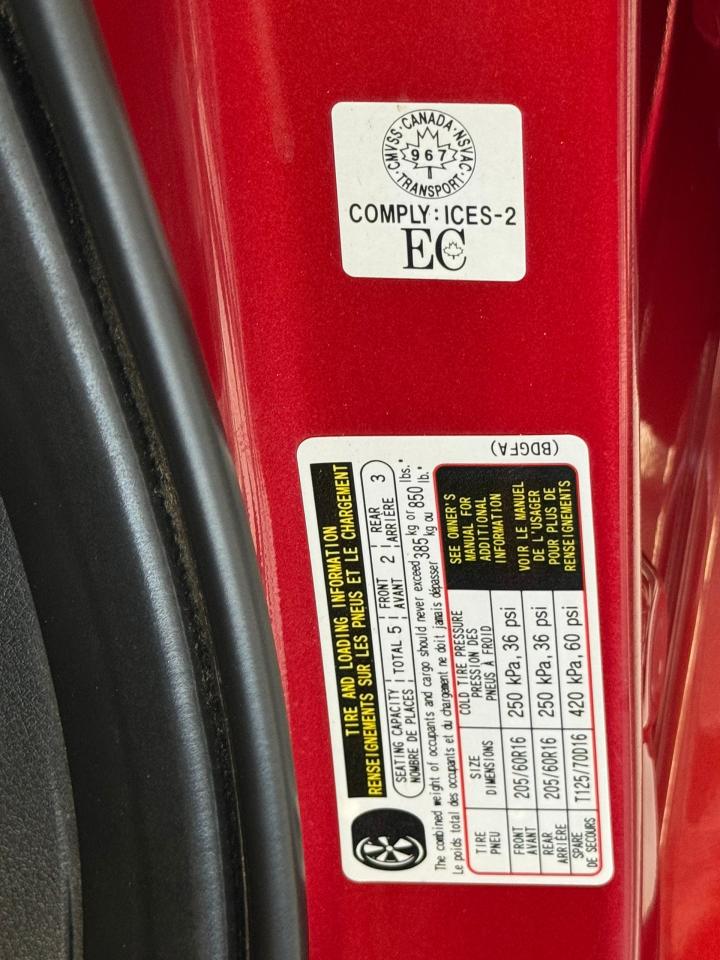 CMVSS · CANADA · NSVAC
967
· TRANSPORT ·
COMPLY:ICES-2
EC
TIRE AND LOADING INFORMATION
RENSEIGNEMENTS SUR LES PNEUS ET LE CHARGEMENT
SEATING CAPACITY TOTAL 5 FRONT 2 REAR 3
NOMBRE DE PLACES AVANT ARRIÈRE
The combined weight of occupants and cargo should never exceed 385 kg or 850 lbs.
Le poids total des occupants et du chargement ne doit jamais dépasser kg ou lb.
TIRE SIZE COLD TIRE PRESSURE
PNEU DIMENSIONS PRESSION DES
PNEUS À FROID
FRONT 205/60R16 250 kPa, 36 psi
AVANT
REAR 205/60R16 250 kPa, 36 psi
ARRIÈRE
SPARE T125/70D16 420 kPa, 60 psi
DE SECOURS
SEE OWNER'S
MANUAL FOR
ADDITIONAL
INFORMATION
VOIR LE MANUEL
DE L'USAGER
POUR PLUS DE
RENSEIGNEMENTS
(BDGFA)